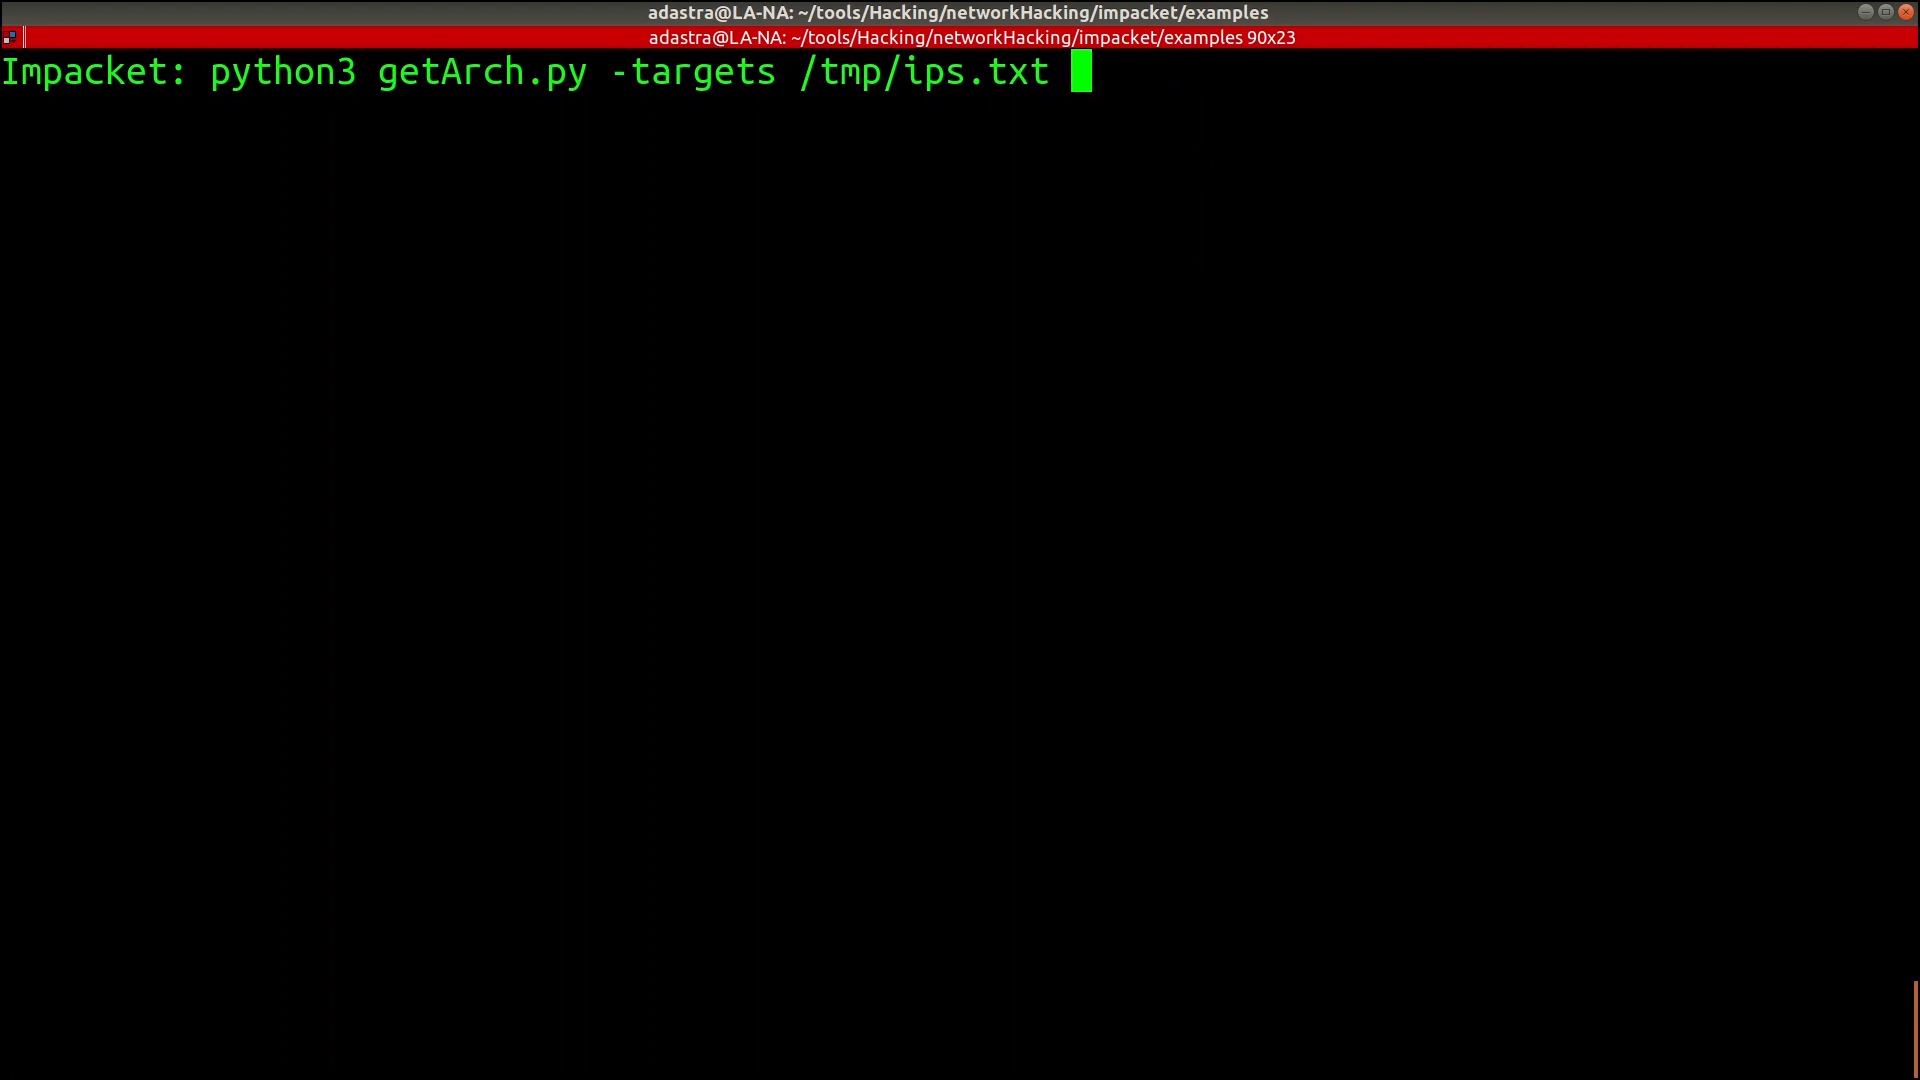 adastra@LA-NA: ~/tools/Hacking/networkHacking/impacket/examples
adastra@LA-NA: ~/tools/Hacking/networkHacking/impacket/examples 90x23
Impacket: python3 getArch.py -targets /tmp/ips.txt